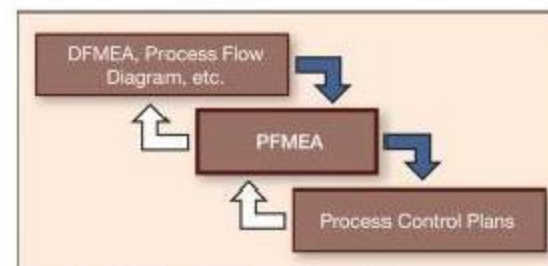 DFMEA, Process Flow
Diagram, etc.
PFMEA
Process Control Plans